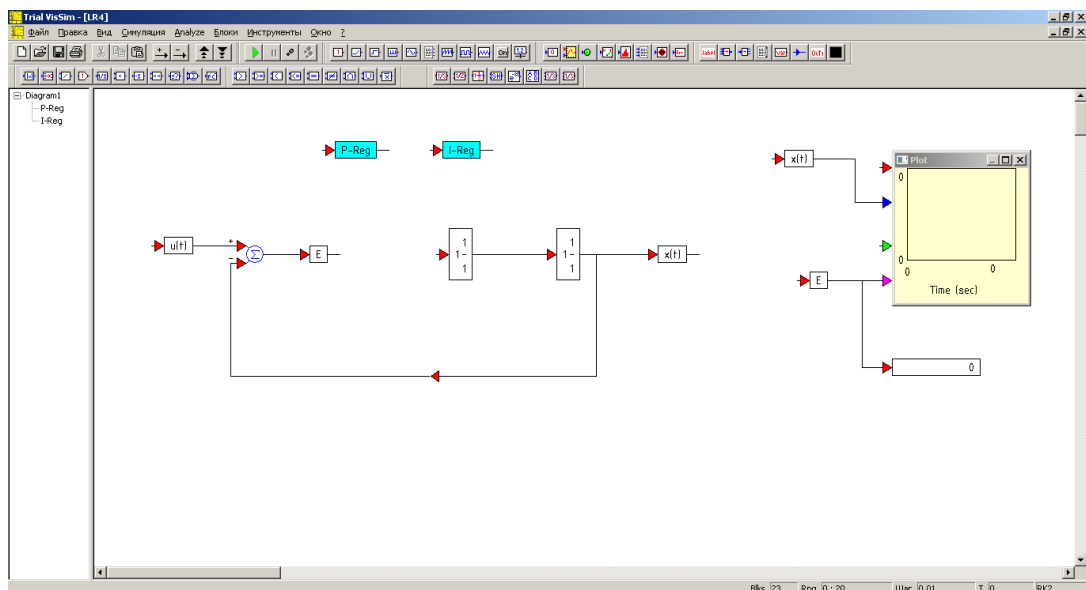 Trial VisSim - [LR4]
Файл Правка Вид Симуляция Analyze Блоки Инструменты Окно ?
Diagram1
P-Reg
I-Reg
P-Reg I-Reg
x(t)
Plot
0
0
0 0
Time (sec)
u(t)
+
-
Σ
E
1
1-
1
1
1-
1
x(t)
E
0
Blks 23 Rng 0 : 20 Шаг 0.01 T 0 RK2